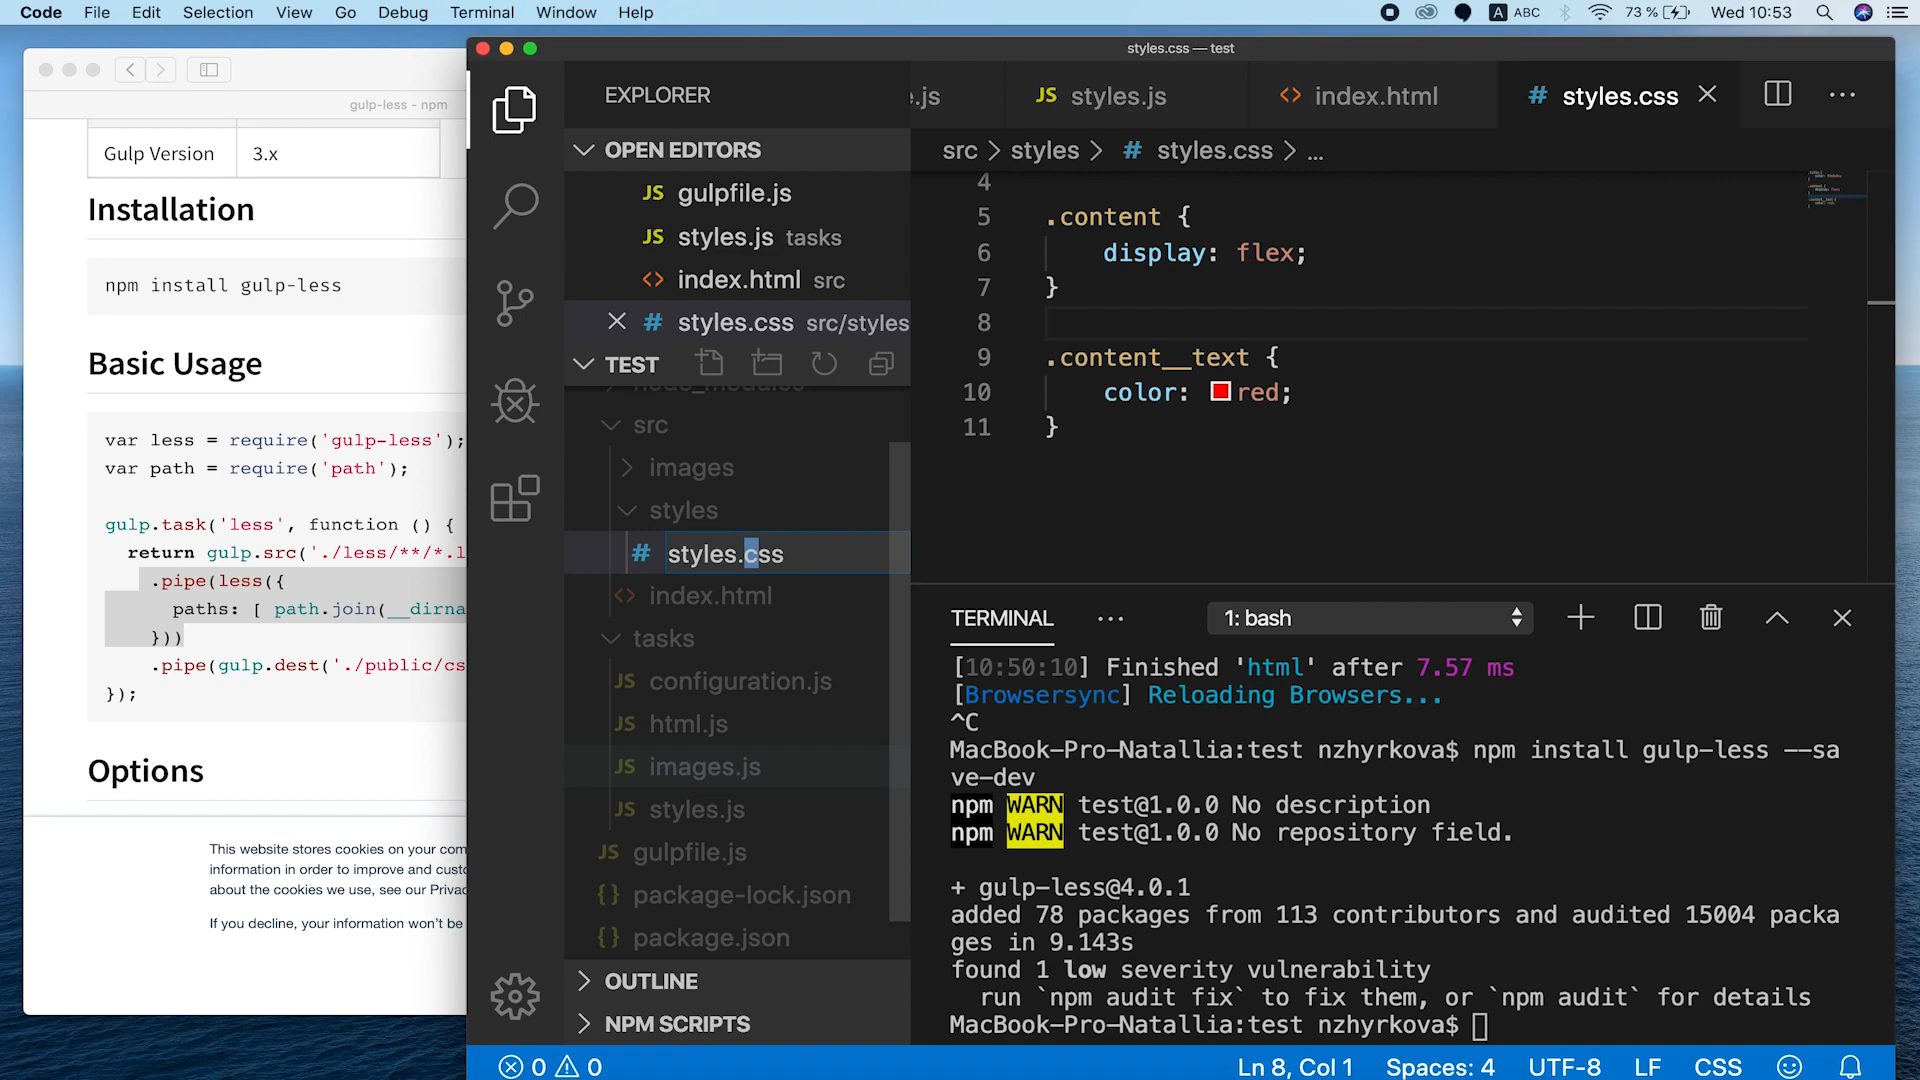 Code File Edit Selection View Go Debug Terminal Window Help
A ABC 73 % Wed 10:53
gulp-less - npm
Gulp Version 3.x
Installation
npm install gulp-less
Basic Usage
var less = require('gulp-less');
var path = require('path');
gulp.task('less', function () {
return gulp.src('./less/**/*.l
.pipe(less({
paths: [ path.join(__dirna
}))
.pipe(gulp.dest('./public/cs
});
Options
This website stores cookies on your com
information in order to improve and custo
about the cookies we use, see our Privac
If you decline, your information won't be
styles.css — test
EXPLORER
OPEN EDITORS
JS gulpfile.js
JS styles.js tasks
<> index.html src
# styles.css src/styles
TEST
node_modules
src
images
styles
# styles.css
<> index.html
tasks
JS configuration.js
JS html.js
JS images.js
JS styles.js
JS gulpfile.js
{} package-lock.json
{} package.json
OUTLINE
NPM SCRIPTS
.js JS styles.js <> index.html # styles.css
src > styles > # styles.css > ...
4
5 .content {
6 display: flex;
7 }
8
9 .content__text {
10 color: red;
11 }
TERMINAL ... 1: bash
[10:50:10] Finished 'html' after 7.57 ms
[Browsersync] Reloading Browsers...
^C
MacBook-Pro-Natallia:test nzhyrkova$ npm install gulp-less --sa
ve-dev
npm WARN test@1.0.0 No description
npm WARN test@1.0.0 No repository field.
+ gulp-less@4.0.1
added 78 packages from 113 contributors and audited 15004 packa
ges in 9.143s
found 1 low severity vulnerability
run `npm audit fix` to fix them, or `npm audit` for details
MacBook-Pro-Natallia:test nzhyrkova$
0 0 Ln 8, Col 1 Spaces: 4 UTF-8 LF CSS